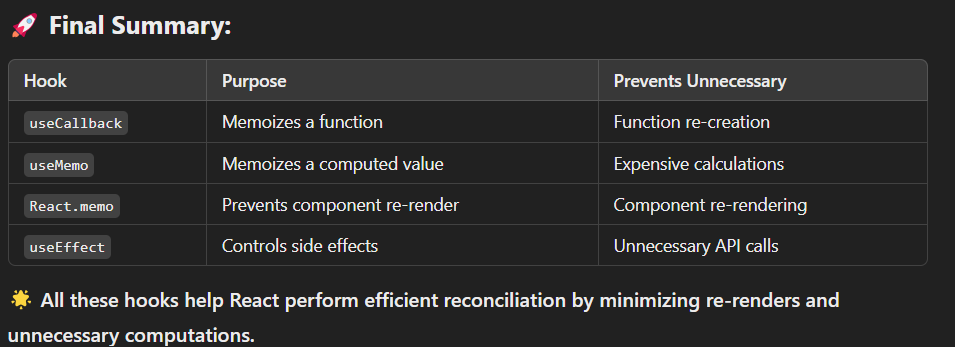 🚀 Final Summary:
Hook Purpose Prevents Unnecessary
useCallback Memoizes a function Function re-creation
useMemo Memoizes a computed value Expensive calculations
React.memo Prevents component re-render Component re-rendering
useEffect Controls side effects Unnecessary API calls
🌟 All these hooks help React perform efficient reconciliation by minimizing re-renders and
unnecessary computations.